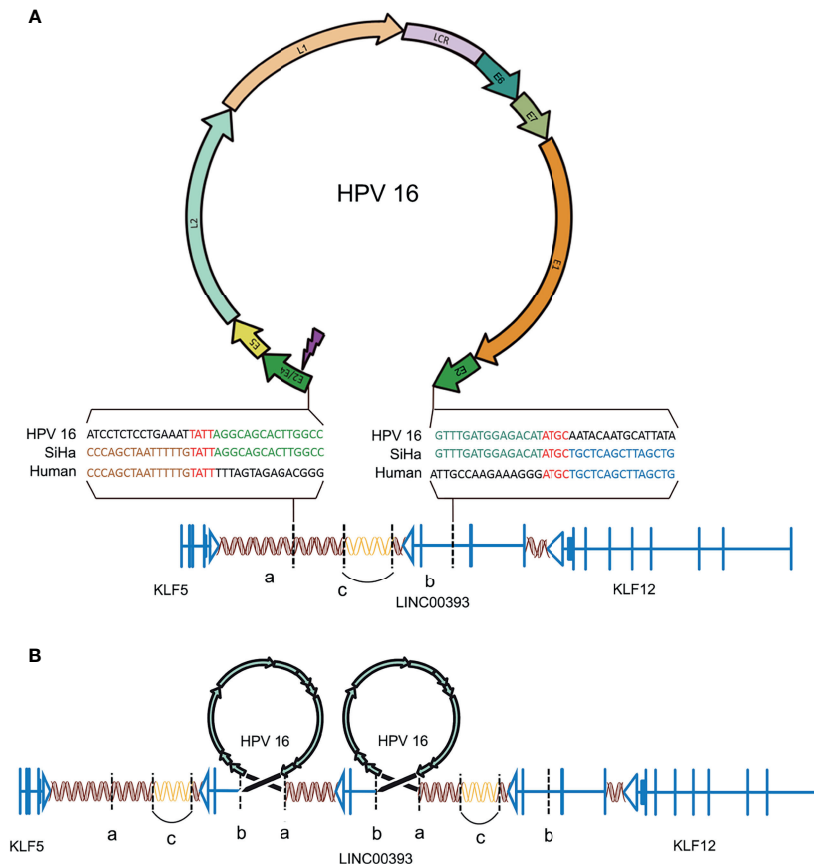 A
L1
LCR
E6
E7
L2
HPV 16
E1
E5
E2/E4
E2
HPV 16 ATCCTCTCCTGAAATTATTAGGCAGCACTTGGCC
SiHa CCCAGCTAATTTTTGTATTAGGCAGCACTTGGCC
Human CCCAGCTAATTTTTGTATTTTTAGTAGAGACGGG
HPV 16 GTTTGATGGAGACATATGCAATACAATGCATTATA
SiHa GTTTGATGGAGACATATGCTGCTCAGCTTAGCTG
Human ATTGCCAAGAAAGGGATGCTGCTCAGCTTAGCTG
a
c
b
KLF5
LINC00393
KLF12
B
HPV 16
HPV 16
a
c
b
a
b
a
c
b
KLF5
LINC00393
KLF12